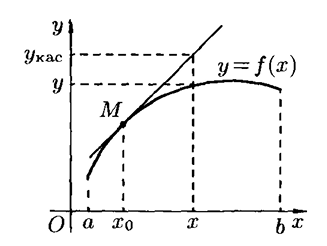 y
yкас
y
y = f(x)
M
O a x₀ x b x